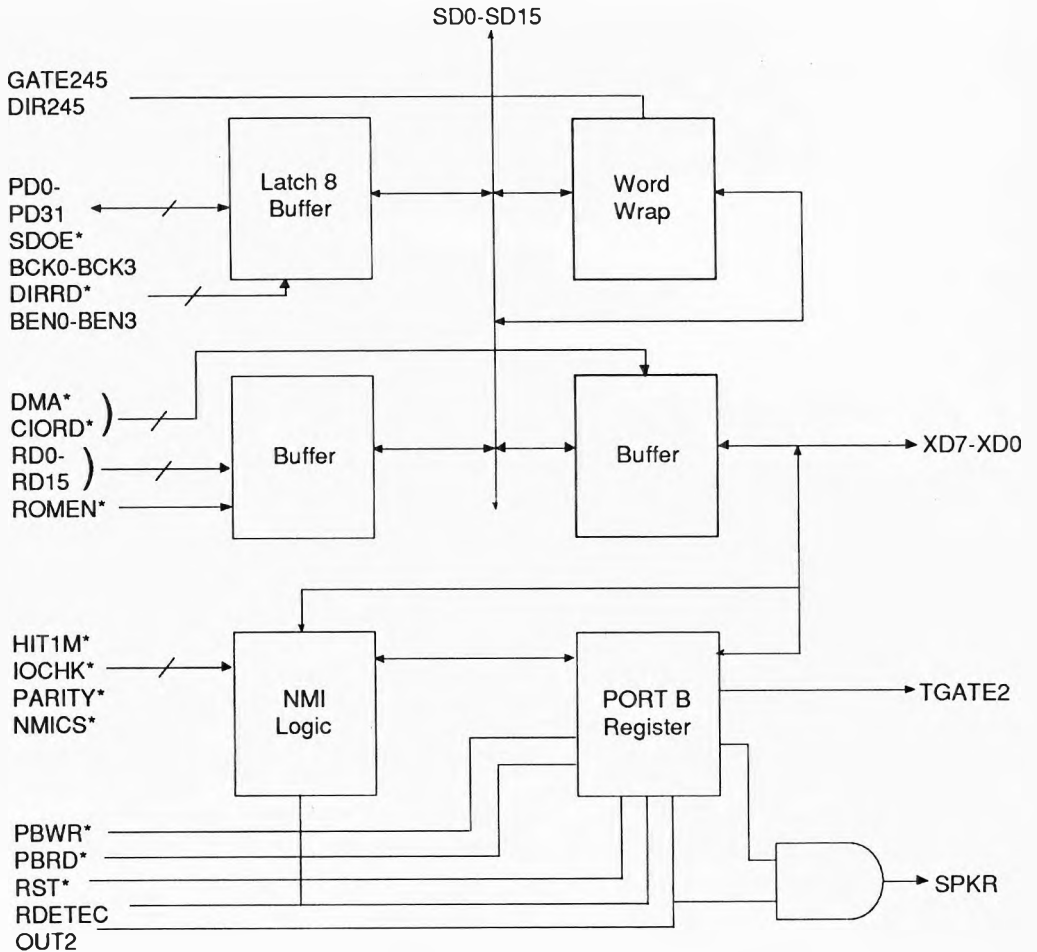 SD0-SD15
GATE245
DIR245
Latch 8
Buffer
Word
Wrap
PD0-
PD31
SDOE*
BCK0-BCK3
DIRRD*
BEN0-BEN3
DMA*
CIORD*
RD0-
RD15
ROMEN*
Buffer
Buffer
XD7-XD0
HIT1M*
IOCHK*
PARITY*
NMICS*
NMI
Logic
PORT B
Register
TGATE2
PBWR*
PBRD*
RST*
RDETEC
OUT2
SPKR